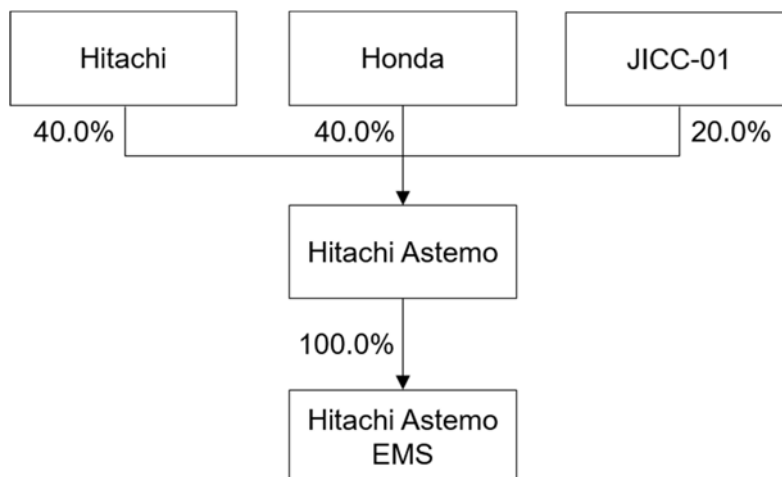 Hitachi
Honda
JICC-01
40.0%
40.0%
20.0%
Hitachi Astemo
100.0%
Hitachi Astemo
EMS